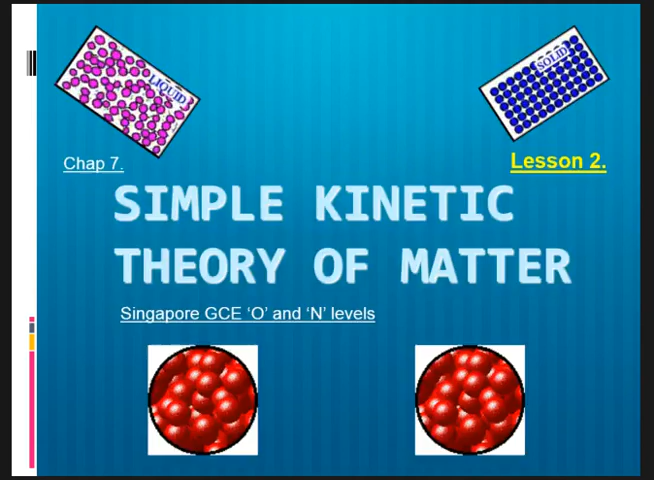 LIQUID
SOLID
Chap 7.
Lesson 2.
SIMPLE KINETIC
THEORY OF MATTER
Singapore GCE ‘O’ and ‘N’ levels